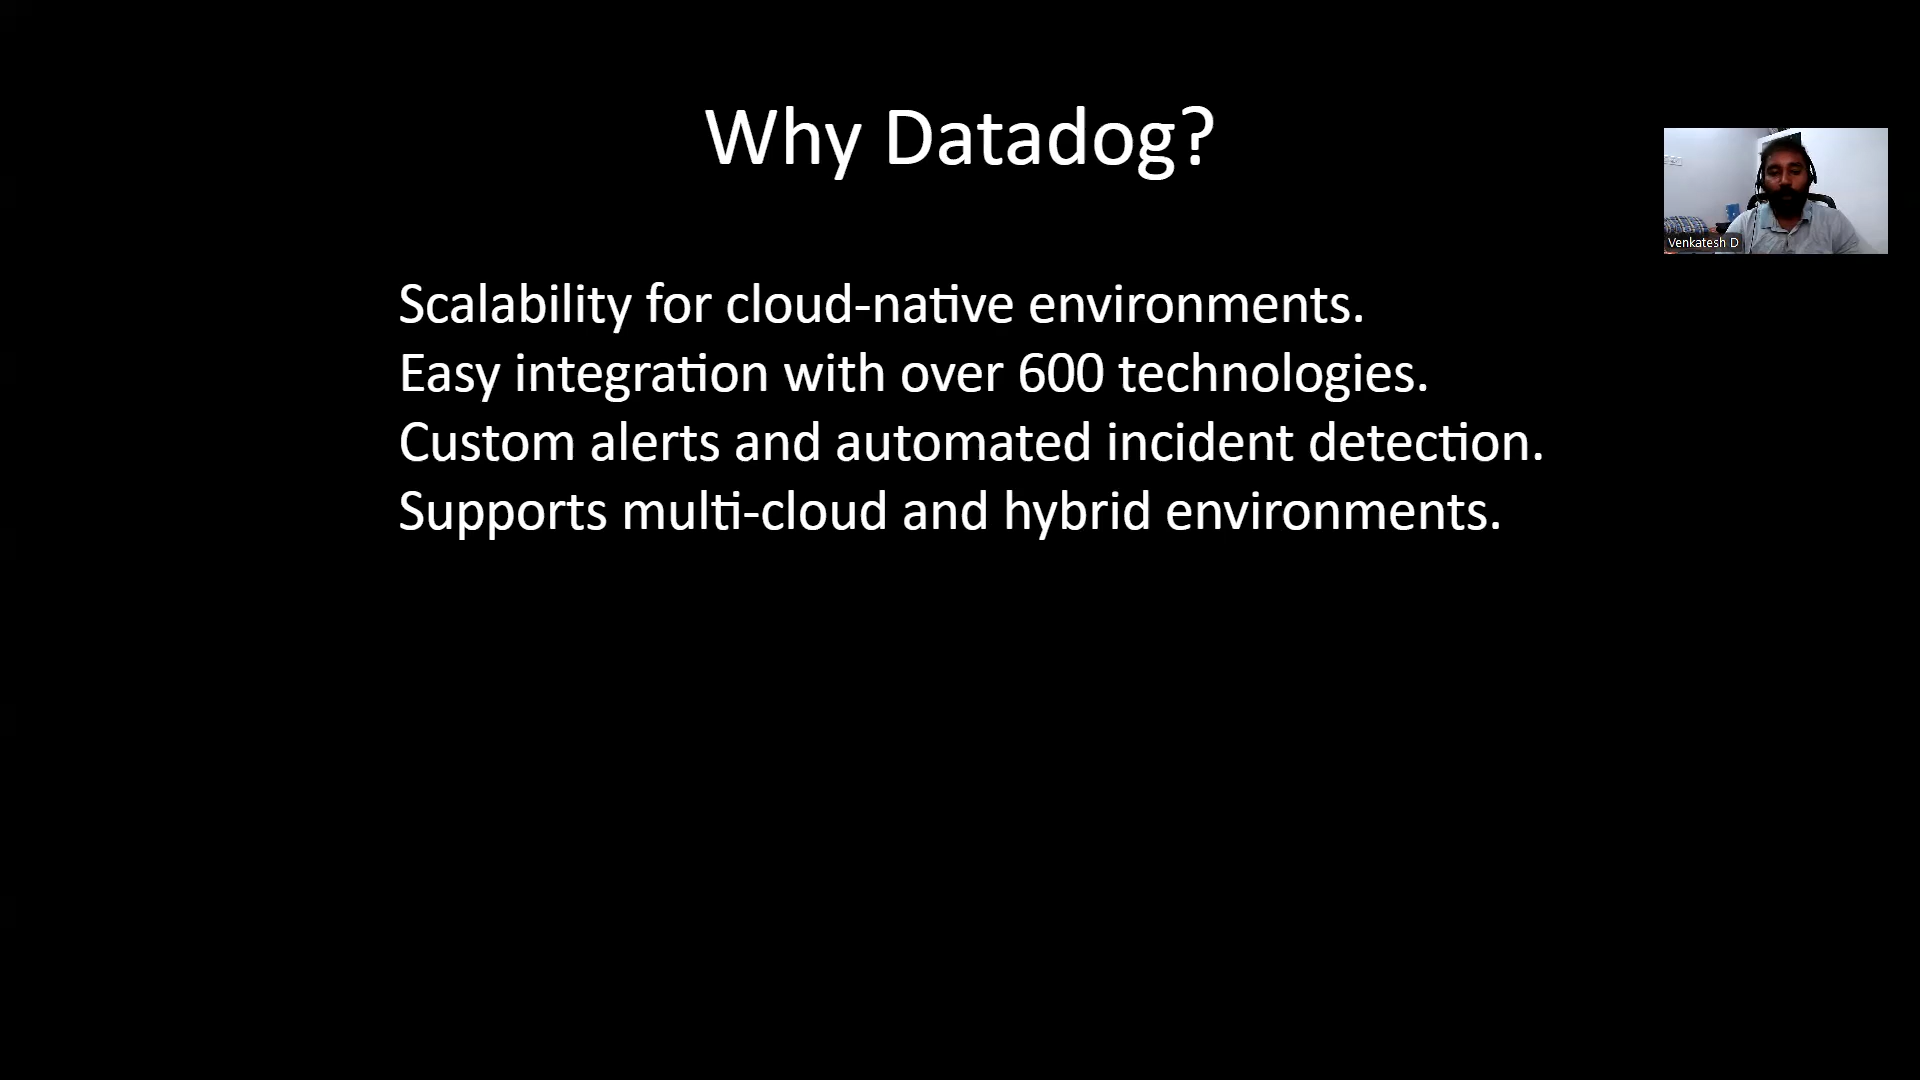 Why Datadog?
Venkatesh D
Scalability for cloud-native environments.
Easy integration with over 600 technologies.
Custom alerts and automated incident detection.
Supports multi-cloud and hybrid environments.